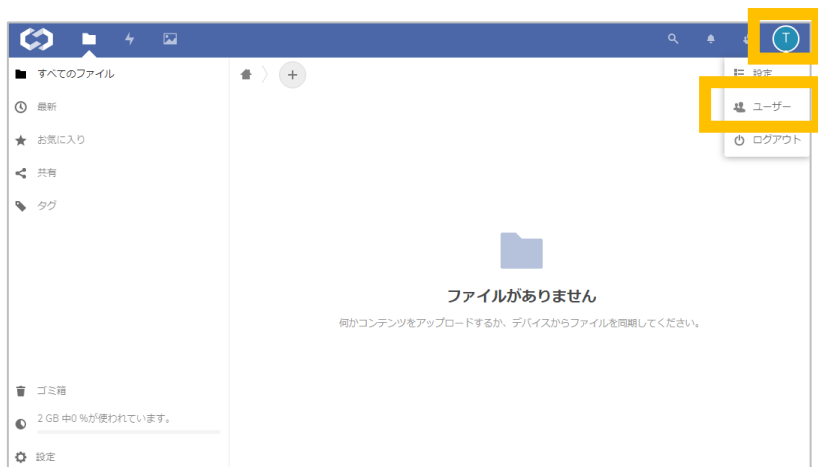 T
すべてのファイル
設定
最新
ユーザー
お気に入り
ログアウト
共有
タグ
ファイルがありません
何かコンテンツをアップロードするか、デバイスからファイルを同期してください。
ゴミ箱
2 GB 中0 %が使われています。
設定